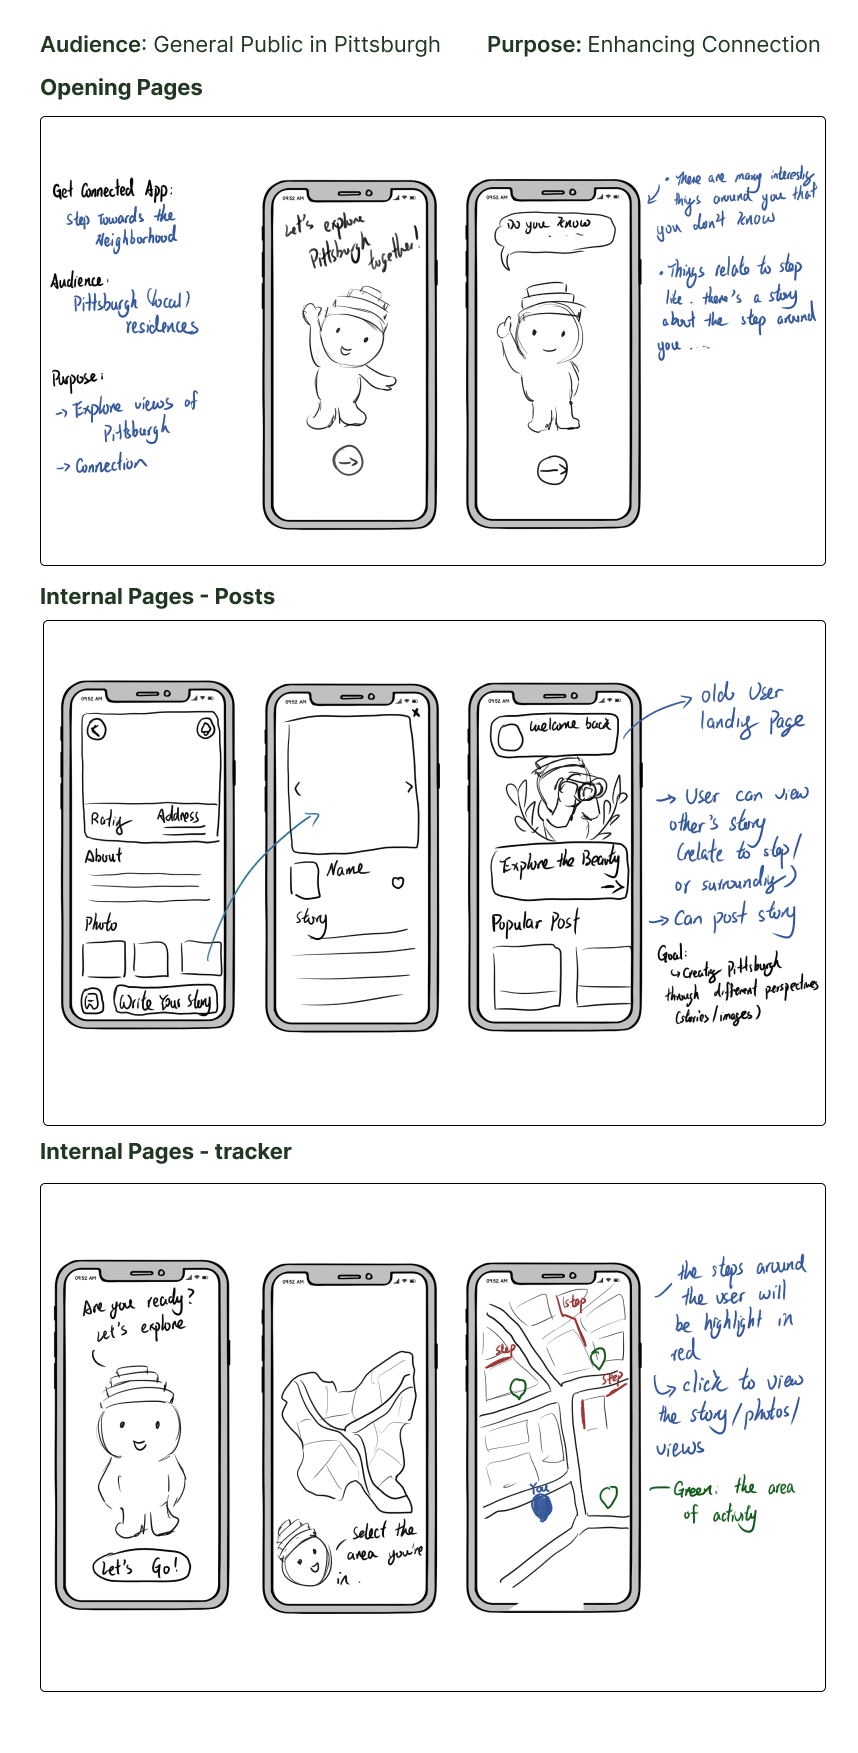 Audience: General Public in Pittsburgh
Purpose: Enhancing Connection
Opening Pages
Get Connected App:
Step Towards the
Neighborhood
Audience:
Pittsburgh (local)
residences
Purpose:
-> Explore views of
Pittsburgh
-> Connection
09:52 AM
Let's explore
Pittsburgh
together!
09:52 AM
Do you know
.....
• There are many interesting
things around you that
you don't know
• Things relate to step
like. there's a story
about the step around
you ....
Internal Pages - Posts
09:52 AM
Rating
Address
About
Photo
Write Your Story
09:52 AM
x
<
>
Name
Story
09:52 AM
welcome back
Explore the Beauty
->
Popular Post
old User
landing Page
-> User can view
other's story
(relate to step/
or surrounding)
-> Can post story
Goal:
↳ Creating Pittsburgh
through different perspectives
(stories/images)
Internal Pages - tracker
09:52 AM
Are you ready?
Let's explore
Let's Go!
09:52 AM
select the
area you're
in.
09:52 AM
step
step
step
You
the steps around
the user will
be highlight in
red
↳ click to view
the story/photos/
views
— Green: the area
of activity